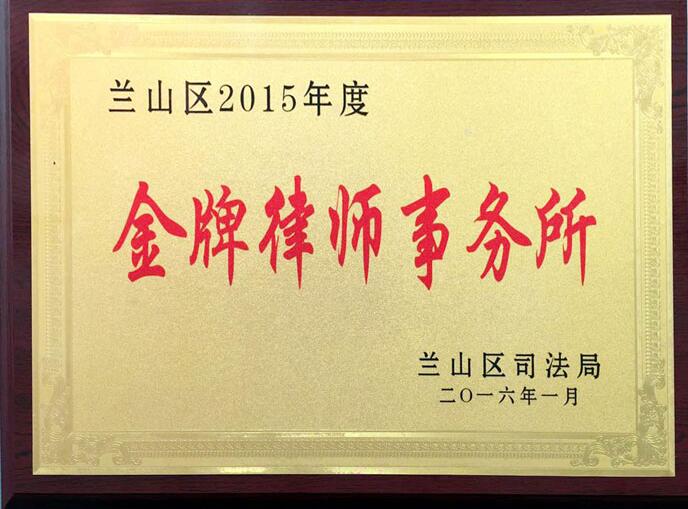 兰山区2015年度
金牌律师事务所
兰山区司法局
二〇一六年一月